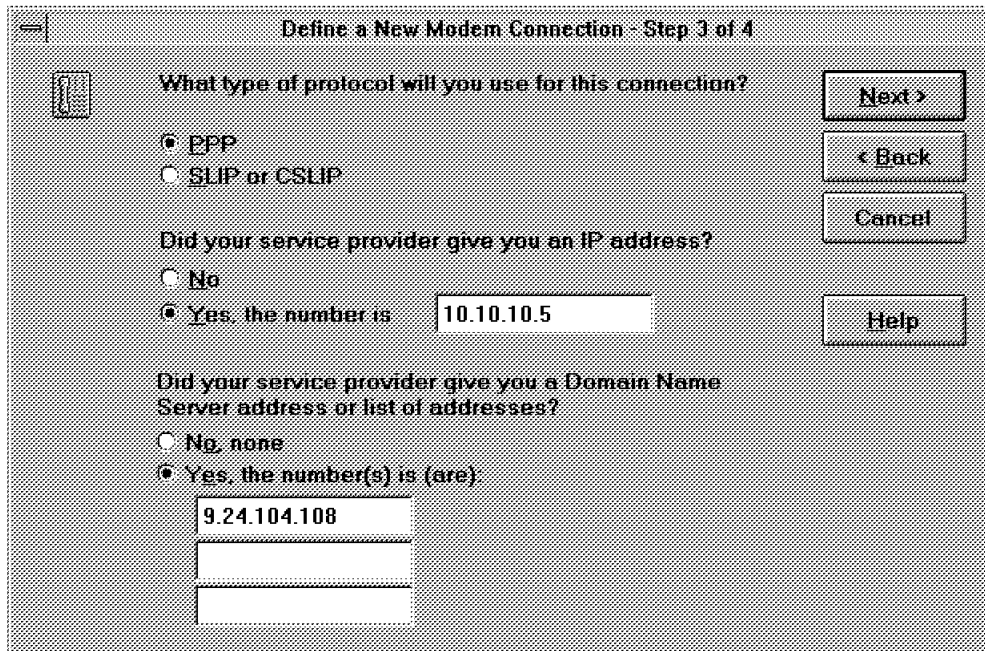 Define a New Modem Connection - Step 3 of 4
What type of protocol will you use for this connection?
PPP
SLIP or CSLIP
Did your service provider give you an IP address?
No
Yes, the number is
10.10.10.5
Did your service provider give you a Domain Name
Server address or list of addresses?
No, none
Yes, the number(s) is (are):
9.24.104.108
Next >
< Back
Cancel
Help